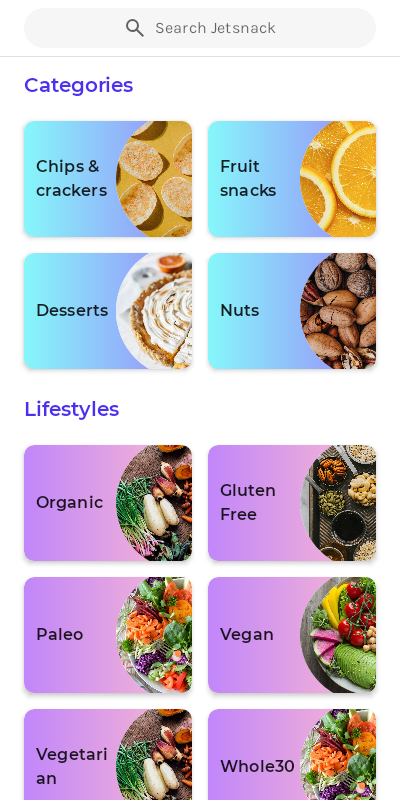 Search Jetsnack
Categories
Chips &
crackers
Fruit
snacks
Desserts
Nuts
Lifestyles
Organic
Gluten
Free
Paleo
Vegan
Vegetari
an
Whole30